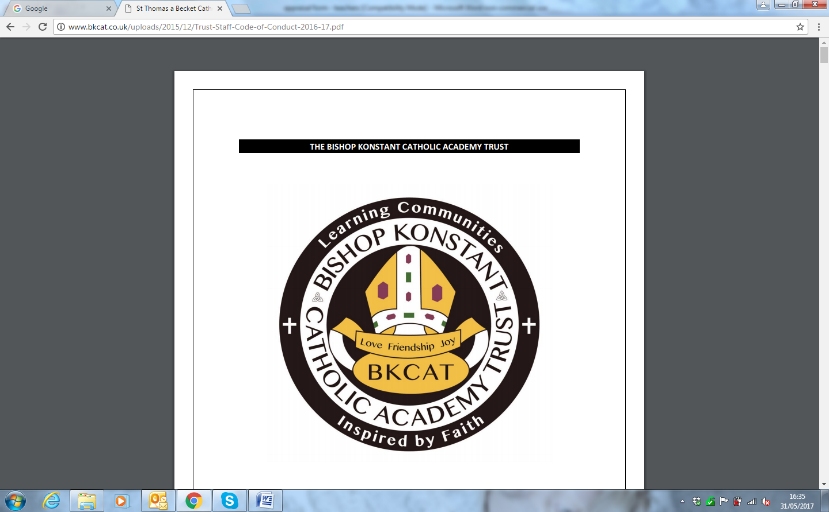 Google
St Thomas a Becket Cath
www.bkcat.co.uk/uploads/2015/12/Trust-Staff-Code-of-Conduct-2016-17.pdf
THE BISHOP KONSTANT CATHOLIC ACADEMY TRUST
Learning Communities
BISHOP KONSTANT
CATHOLIC ACADEMY TRUST
Love Friendship Joy
BKCAT
Inspired by Faith
16:35
31/05/2017